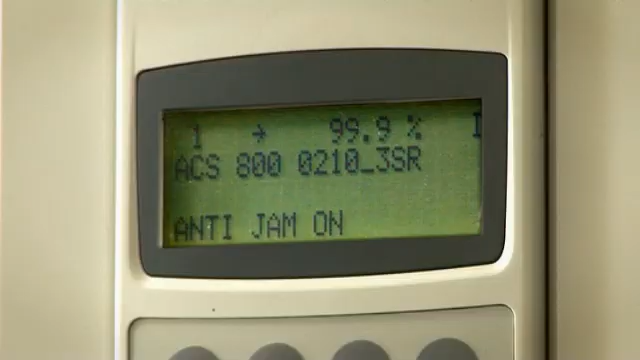 1 → 99.9 % I
ACS 800 0210_3SR
ANTI JAM ON